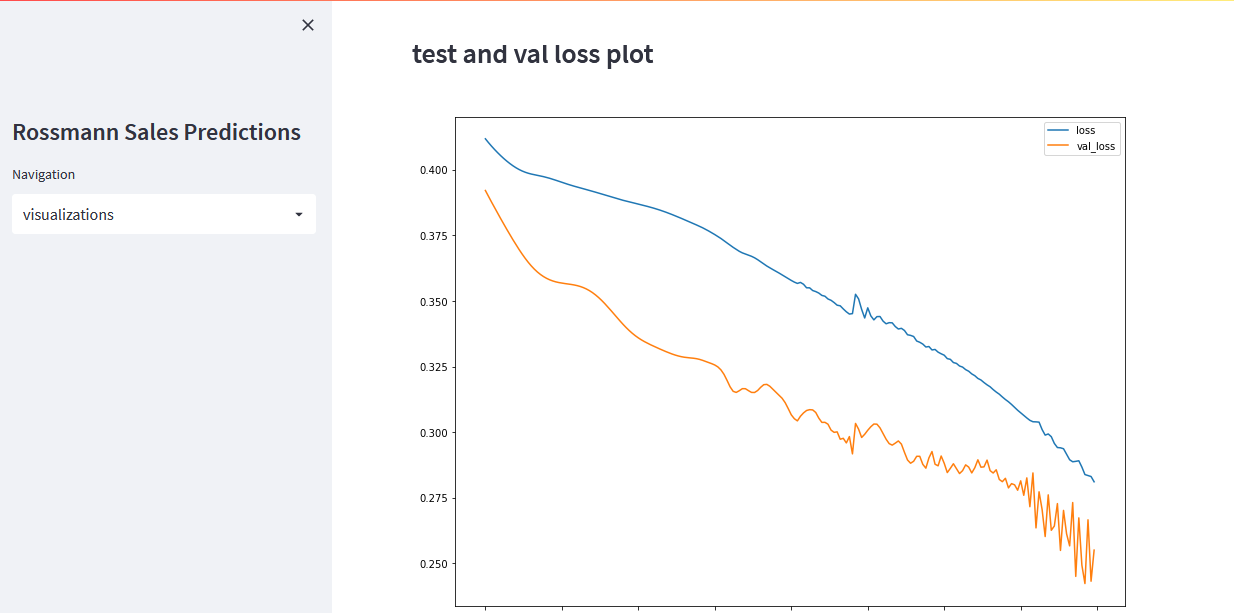 Rossmann Sales Predictions
Navigation
visualizations
test and val loss plot
loss
val_loss
0.400
0.375
0.350
0.325
0.300
0.275
0.250